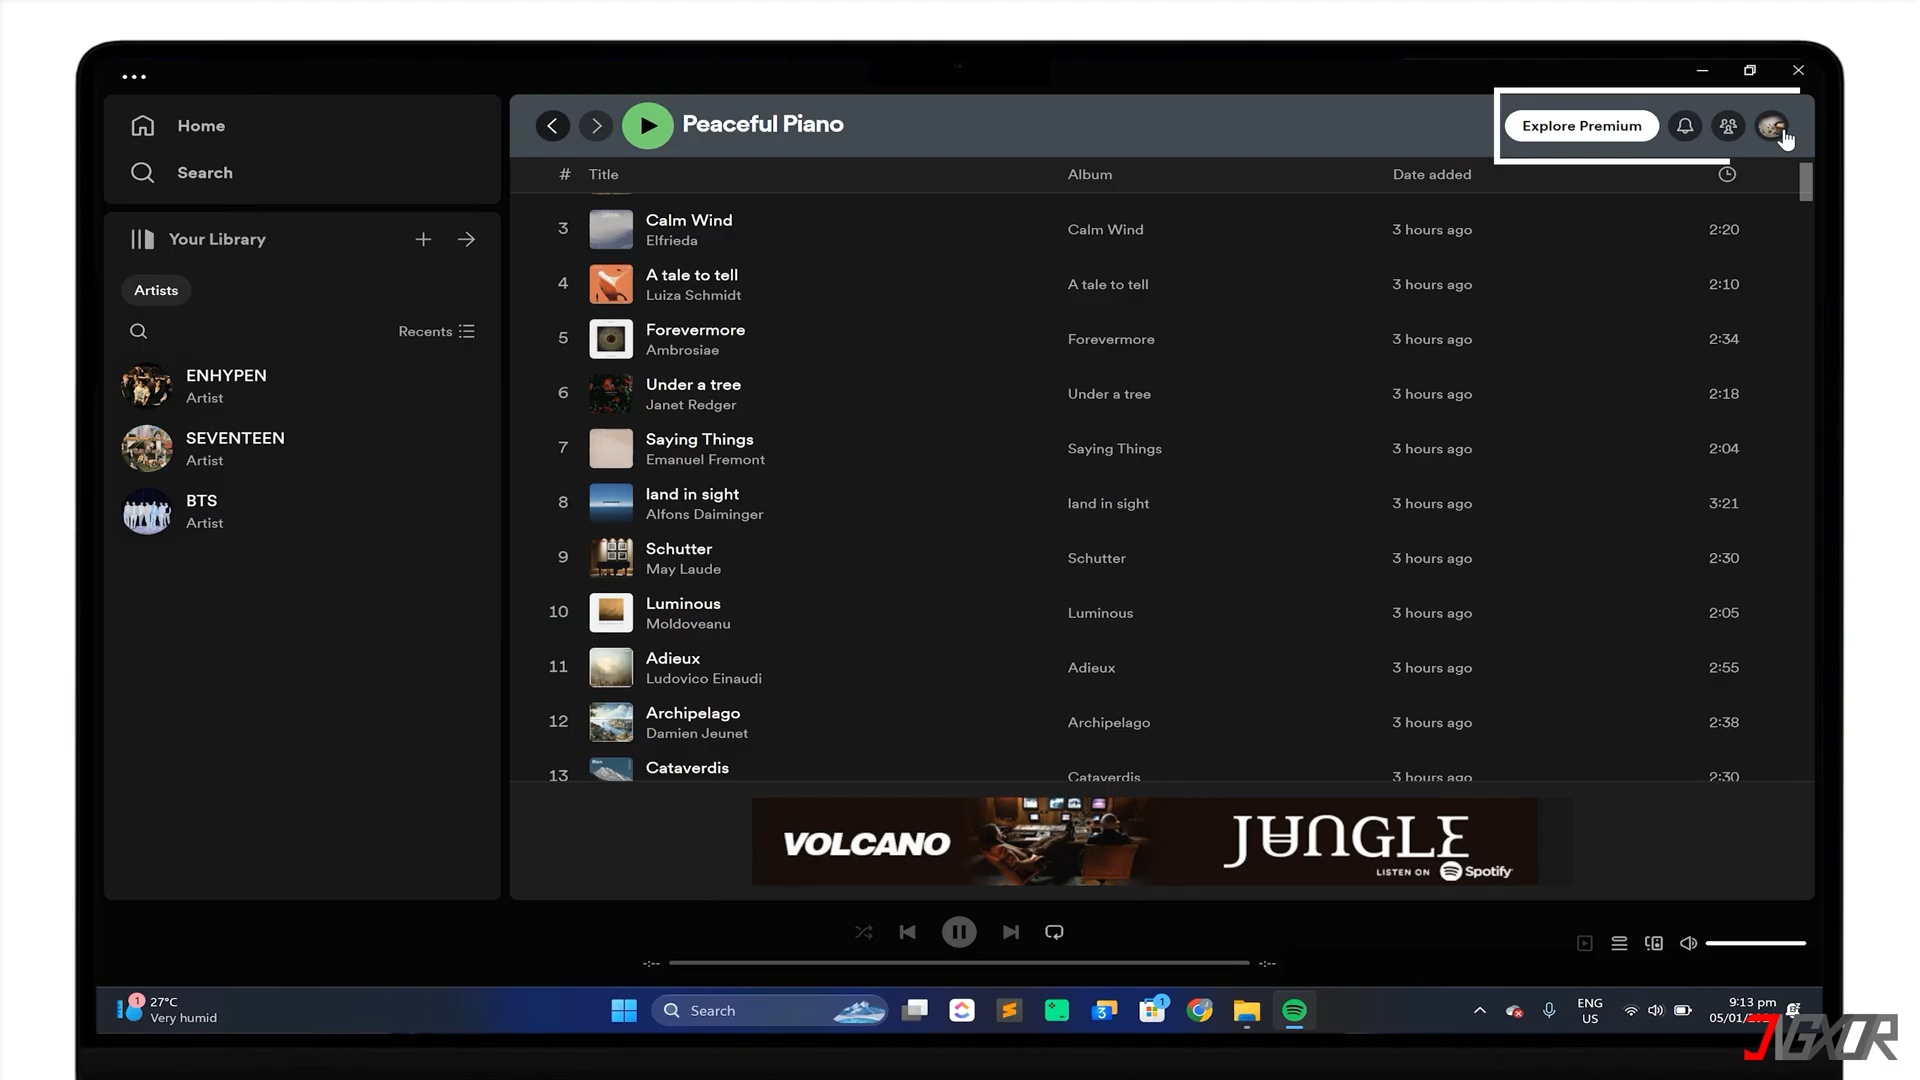 Home
Search
Your Library
Artists
Recents
ENHYPEN
Artist
SEVENTEEN
Artist
BTS
Artist
Peaceful Piano
Explore Premium
# Title Album Date added
3 Calm Wind Calm Wind 3 hours ago 2:20
Elfrieda
4 A tale to tell A tale to tell 3 hours ago 2:10
Luiza Schmidt
5 Forevermore Forevermore 3 hours ago 2:34
Ambrosiae
6 Under a tree Under a tree 3 hours ago 2:18
Janet Redger
7 Saying Things Saying Things 3 hours ago 2:04
Emanuel Fremont
8 land in sight land in sight 3 hours ago 3:21
Alfons Daiminger
9 Schutter Schutter 3 hours ago 2:30
May Laude
10 Luminous Luminous 3 hours ago 2:05
Moldoveanu
11 Adieux Adieux 3 hours ago 2:55
Ludovico Einaudi
12 Archipelago Archipelago 3 hours ago 2:38
Damien Jeunet
13 Cataverdis Cataverdis 3 hours ago 2:30
VOLCANO
JUNGLE
LISTEN ON Spotify
-:-- -:--
1 27°C
Very humid
Search
3
1
ENG
US
9:13 pm
05/01/20
JVGXOR